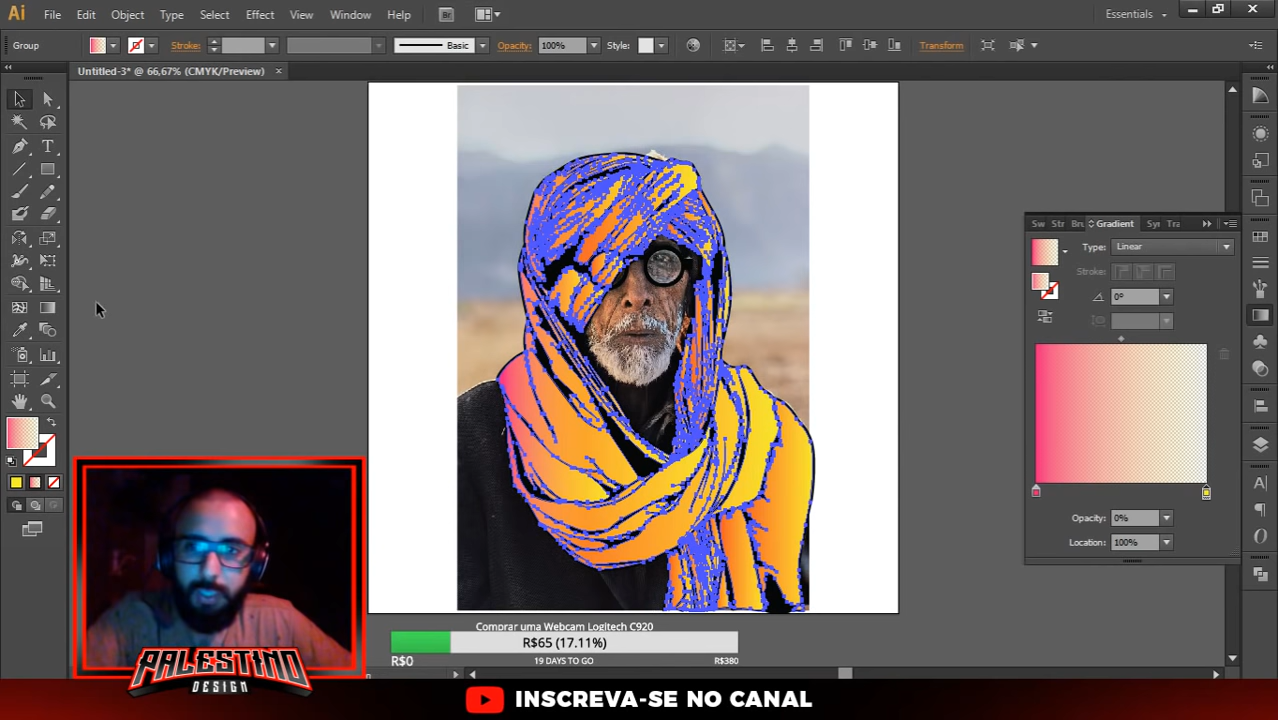 Ai File Edit Object Type Select Effect View Window Help Br Essentials
Group Stroke: Basic Opacity: 100% Style: Transform
Untitled-3* @ 66,67% (CMYK/Preview) ×
Sw Str Bru Gradient Syr Tra
Type: Linear
Stroke:
0°
Opacity: 0%
Location: 100%
Comprar uma Webcam Logitech C920
R$65 (17.11%)
R$0 19 DAYS TO GO R$380
PALESTINO
DESIGN
INSCREVA-SE NO CANAL